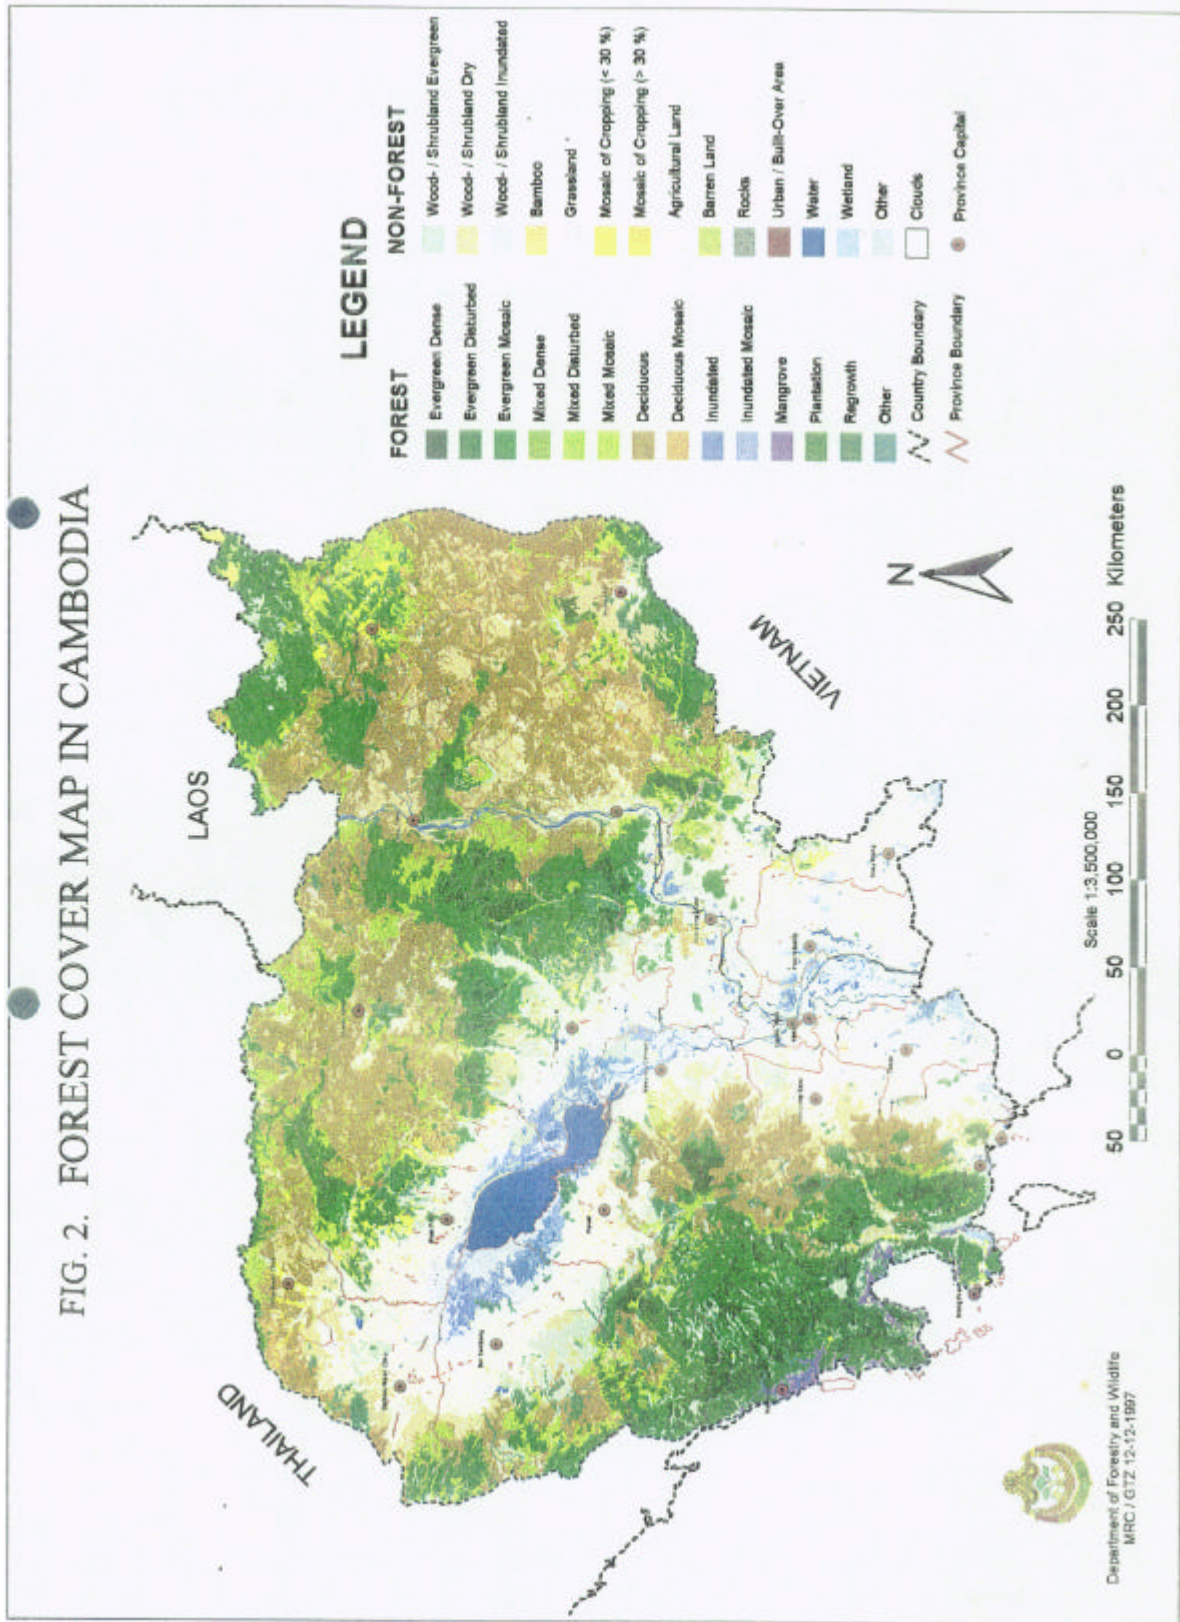 FIG. 2. FOREST COVER MAP IN CAMBODIA
LAOS
THAILAND
VIETNAM
N
LEGEND
FOREST
Evergreen Dense
Evergreen Disturbed
Evergreen Mosaic
Mixed Dense
Mixed Disturbed
Mixed Mosaic
Deciduous
Deciduous Mosaic
Inundated
Inundated Mosaic
Mangrove
Plantation
Regrowth
Other
Country Boundary
Province Boundary
NON-FOREST
Wood- / Shrubland Evergreen
Wood- / Shrubland Dry
Wood- / Shrubland Inundated
Bamboo
Grassland
Mosaic of Cropping (< 30 %)
Mosaic of Cropping (> 30 %)
Agricultural Land
Barren Land
Rocks
Urban / Built-Over Area
Water
Wetland
Other
Clouds
Province Capital
Scale 1:3,500,000
50 0 50 100 150 200 250 Kilometers
Department of Forestry and Wildlife
MRC / GTZ 12-12-1997